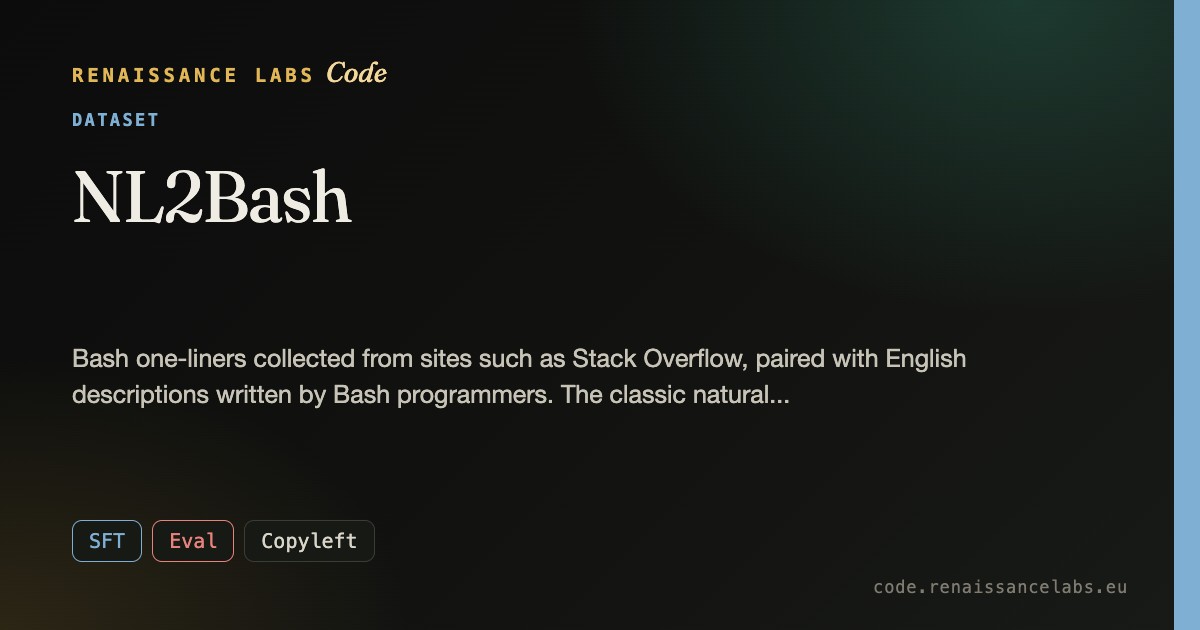 RENAISSANCE LABS Code
DATASET
NL2Bash
Bash one-liners collected from sites such as Stack Overflow, paired with English
descriptions written by Bash programmers. The classic natural...
SFT Eval Copyleft
code.renaissancelabs.eu